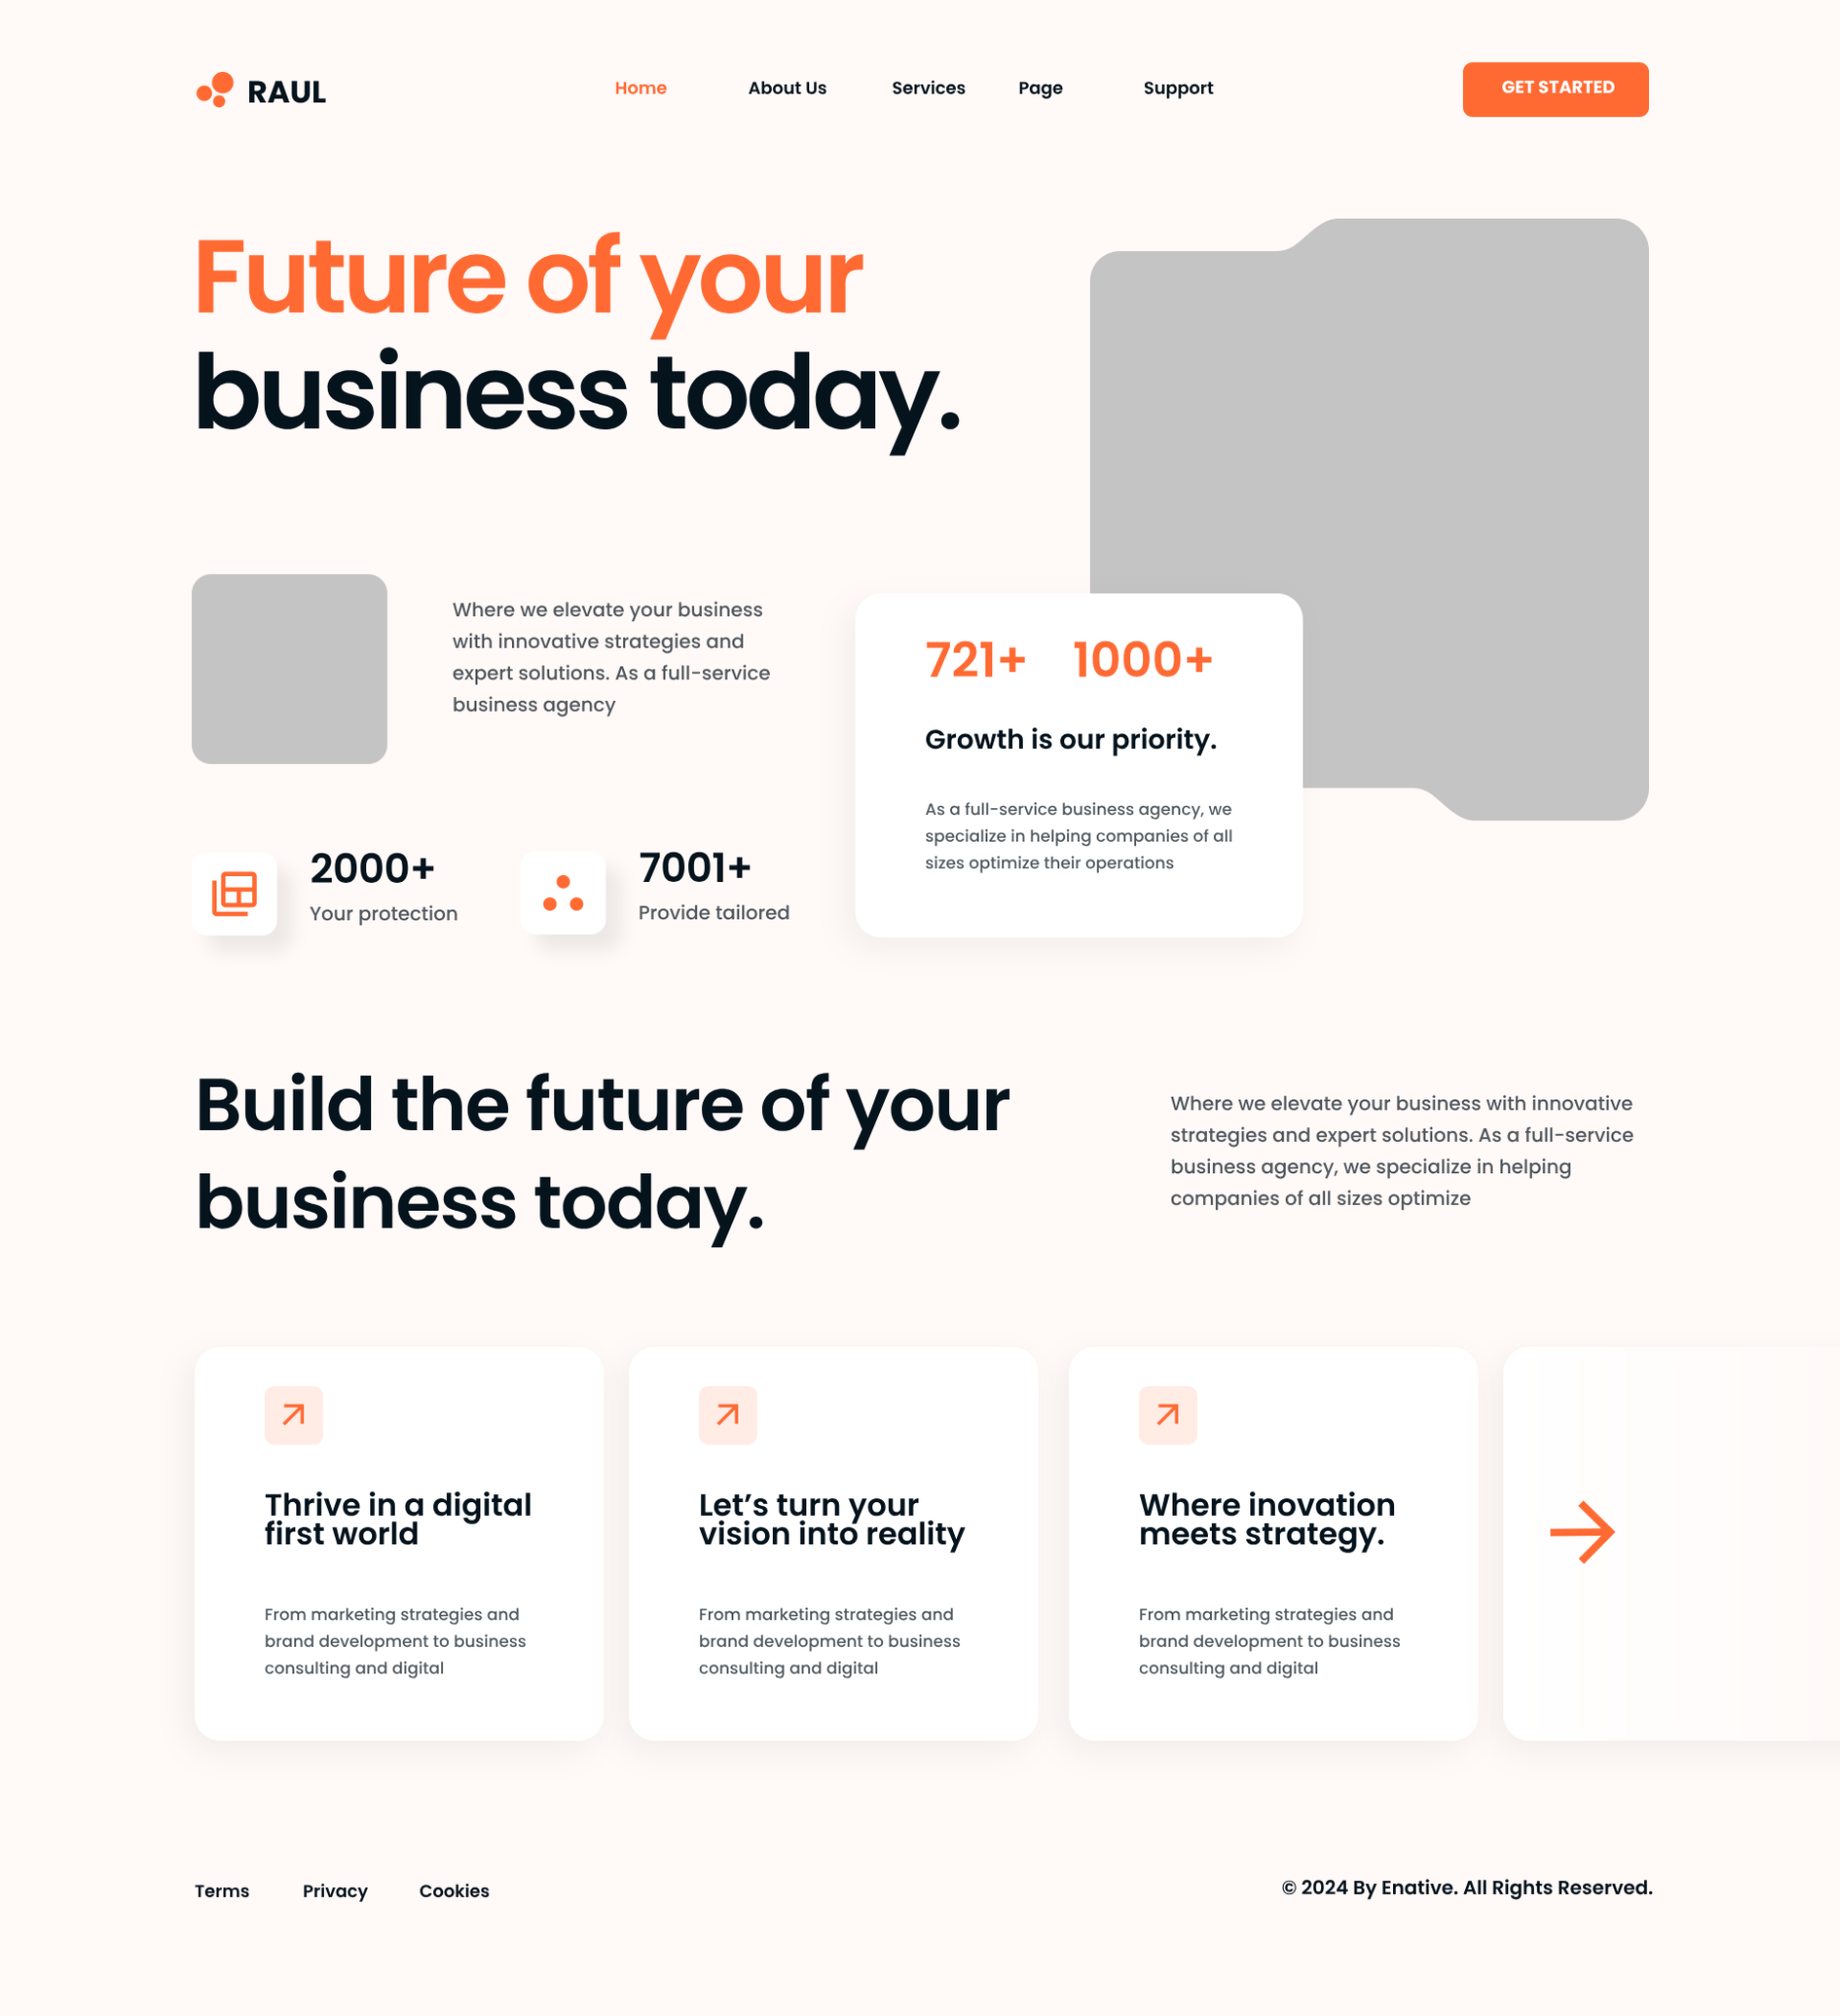 RAUL
Home
About Us
Services
Page
Support
GET STARTED
Future of your
business today.
Where we elevate your business
with innovative strategies and
expert solutions. As a full-service
business agency
721+
1000+
Growth is our priority.
As a full-service business agency, we
specialize in helping companies of all
sizes optimize their operations
2000+
Your protection
7001+
Provide tailored
Build the future of your
business today.
Where we elevate your business with innovative
strategies and expert solutions. As a full-service
business agency, we specialize in helping
companies of all sizes optimize
Thrive in a digital
first world
From marketing strategies and
brand development to business
consulting and digital
Let’s turn your
vision into reality
From marketing strategies and
brand development to business
consulting and digital
Where inovation
meets strategy.
From marketing strategies and
brand development to business
consulting and digital
Terms
Privacy
Cookies
© 2024 By Enative. All Rights Reserved.